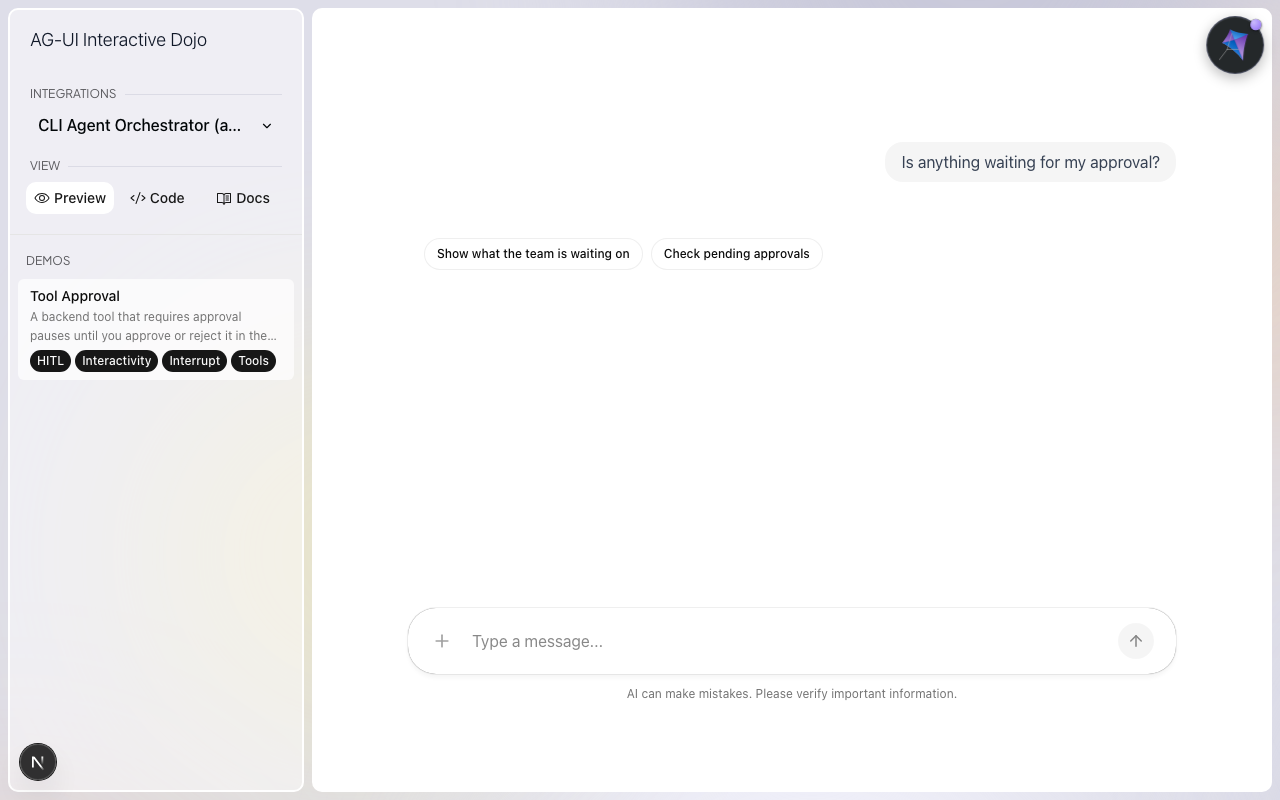 AG-UI Interactive Dojo
INTEGRATIONS
CLI Agent Orchestrator (a...
VIEW
Preview
Code
Docs
DEMOS
Tool Approval
A backend tool that requires approval
pauses until you approve or reject it in the...
HITL
Interactivity
Interrupt
Tools
Is anything waiting for my approval?
Show what the team is waiting on
Check pending approvals
Type a message...
AI can make mistakes. Please verify important information.
N